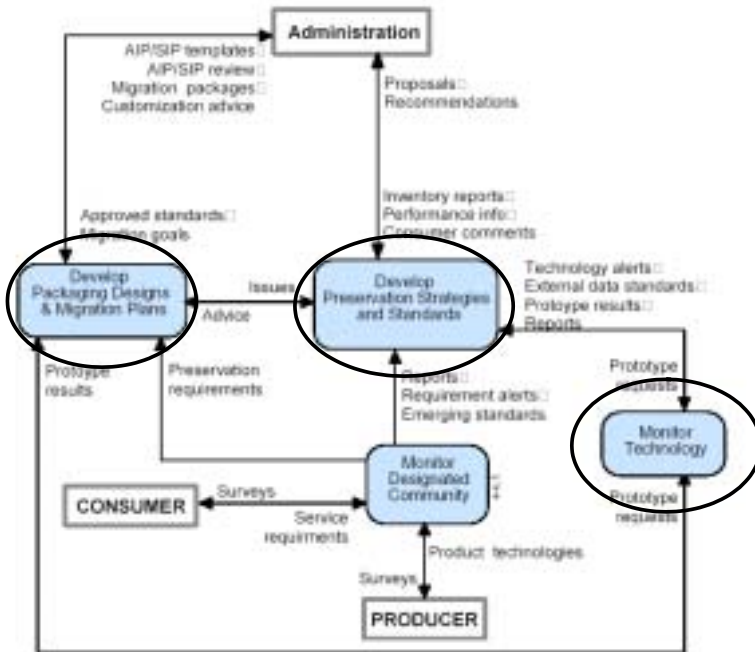 Administration
AIP/SIP templates
AIP/SIP review
Migration packages
Customization advice
Proposals
Recommendations
Approved standards
Migration goals
Inventory reports
Performance info
Consumer comments
Develop
Packaging Designs
& Migration Plans
Issues
Advice
Develop
Preservation Strategies
and Standards
Technology alerts
External data standards
Protoype results
Reports
Protoype
results
Preservation
requirements
Reports
Requirement alerts
Emerging standards
Prototype
requests
Monitor
Technology
Monitor
Designated
Community
CONSUMER
Surveys
Service
requirments
Prototype
requests
Product technologies
Surveys
PRODUCER